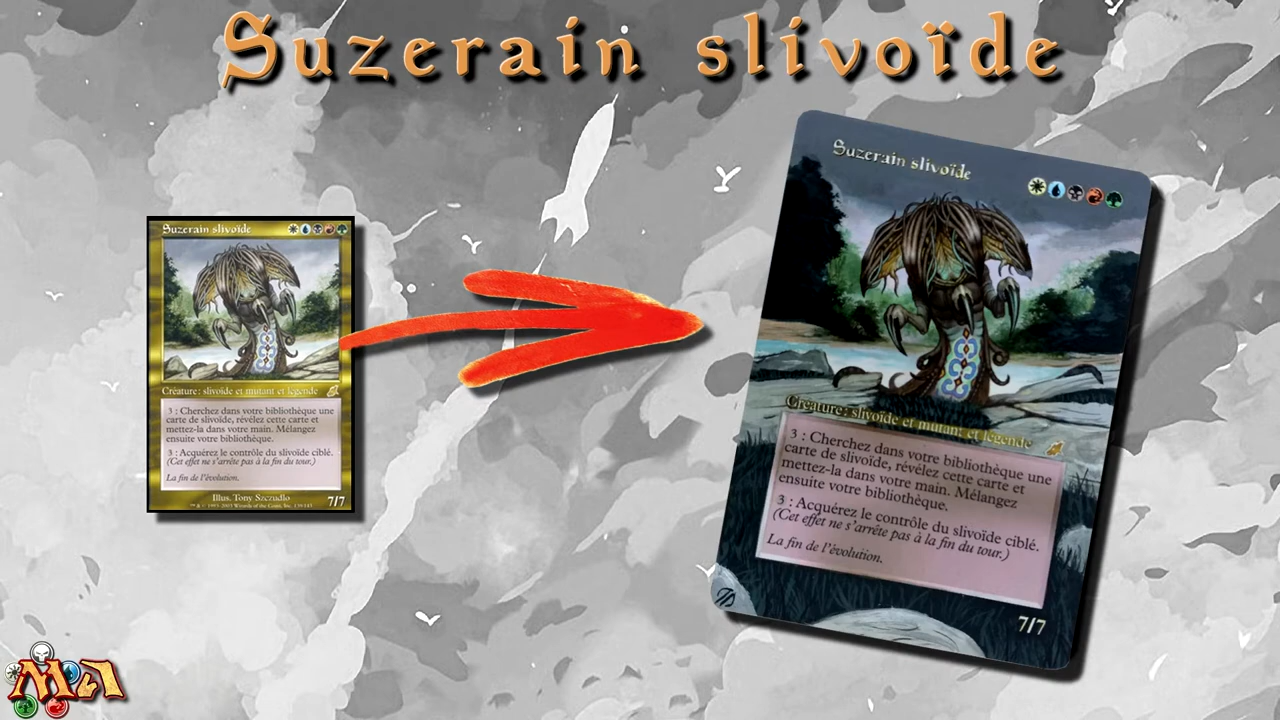 Suzerain slivoïde
Suzerain slivoïde
Créature : slivoïde et mutant et légende
3 : Cherchez dans votre bibliothèque une
carte de slivoïde, révélez cette carte et
mettez-la dans votre main. Mélangez
ensuite votre bibliothèque.
3 : Acquérez le contrôle du slivoïde ciblé.
(Cet effet ne s'arrête pas à la fin du tour.)
La fin de l'évolution.
Illus. Tony Szczudlo
7/7
Suzerain slivoïde
Créature : slivoïde et mutant et légende
3 : Cherchez dans votre bibliothèque une
carte de slivoïde, révélez cette carte et
mettez-la dans votre main. Mélangez
ensuite votre bibliothèque.
3 : Acquérez le contrôle du slivoïde ciblé.
(Cet effet ne s'arrête pas à la fin du tour.)
La fin de l'évolution.
7/7